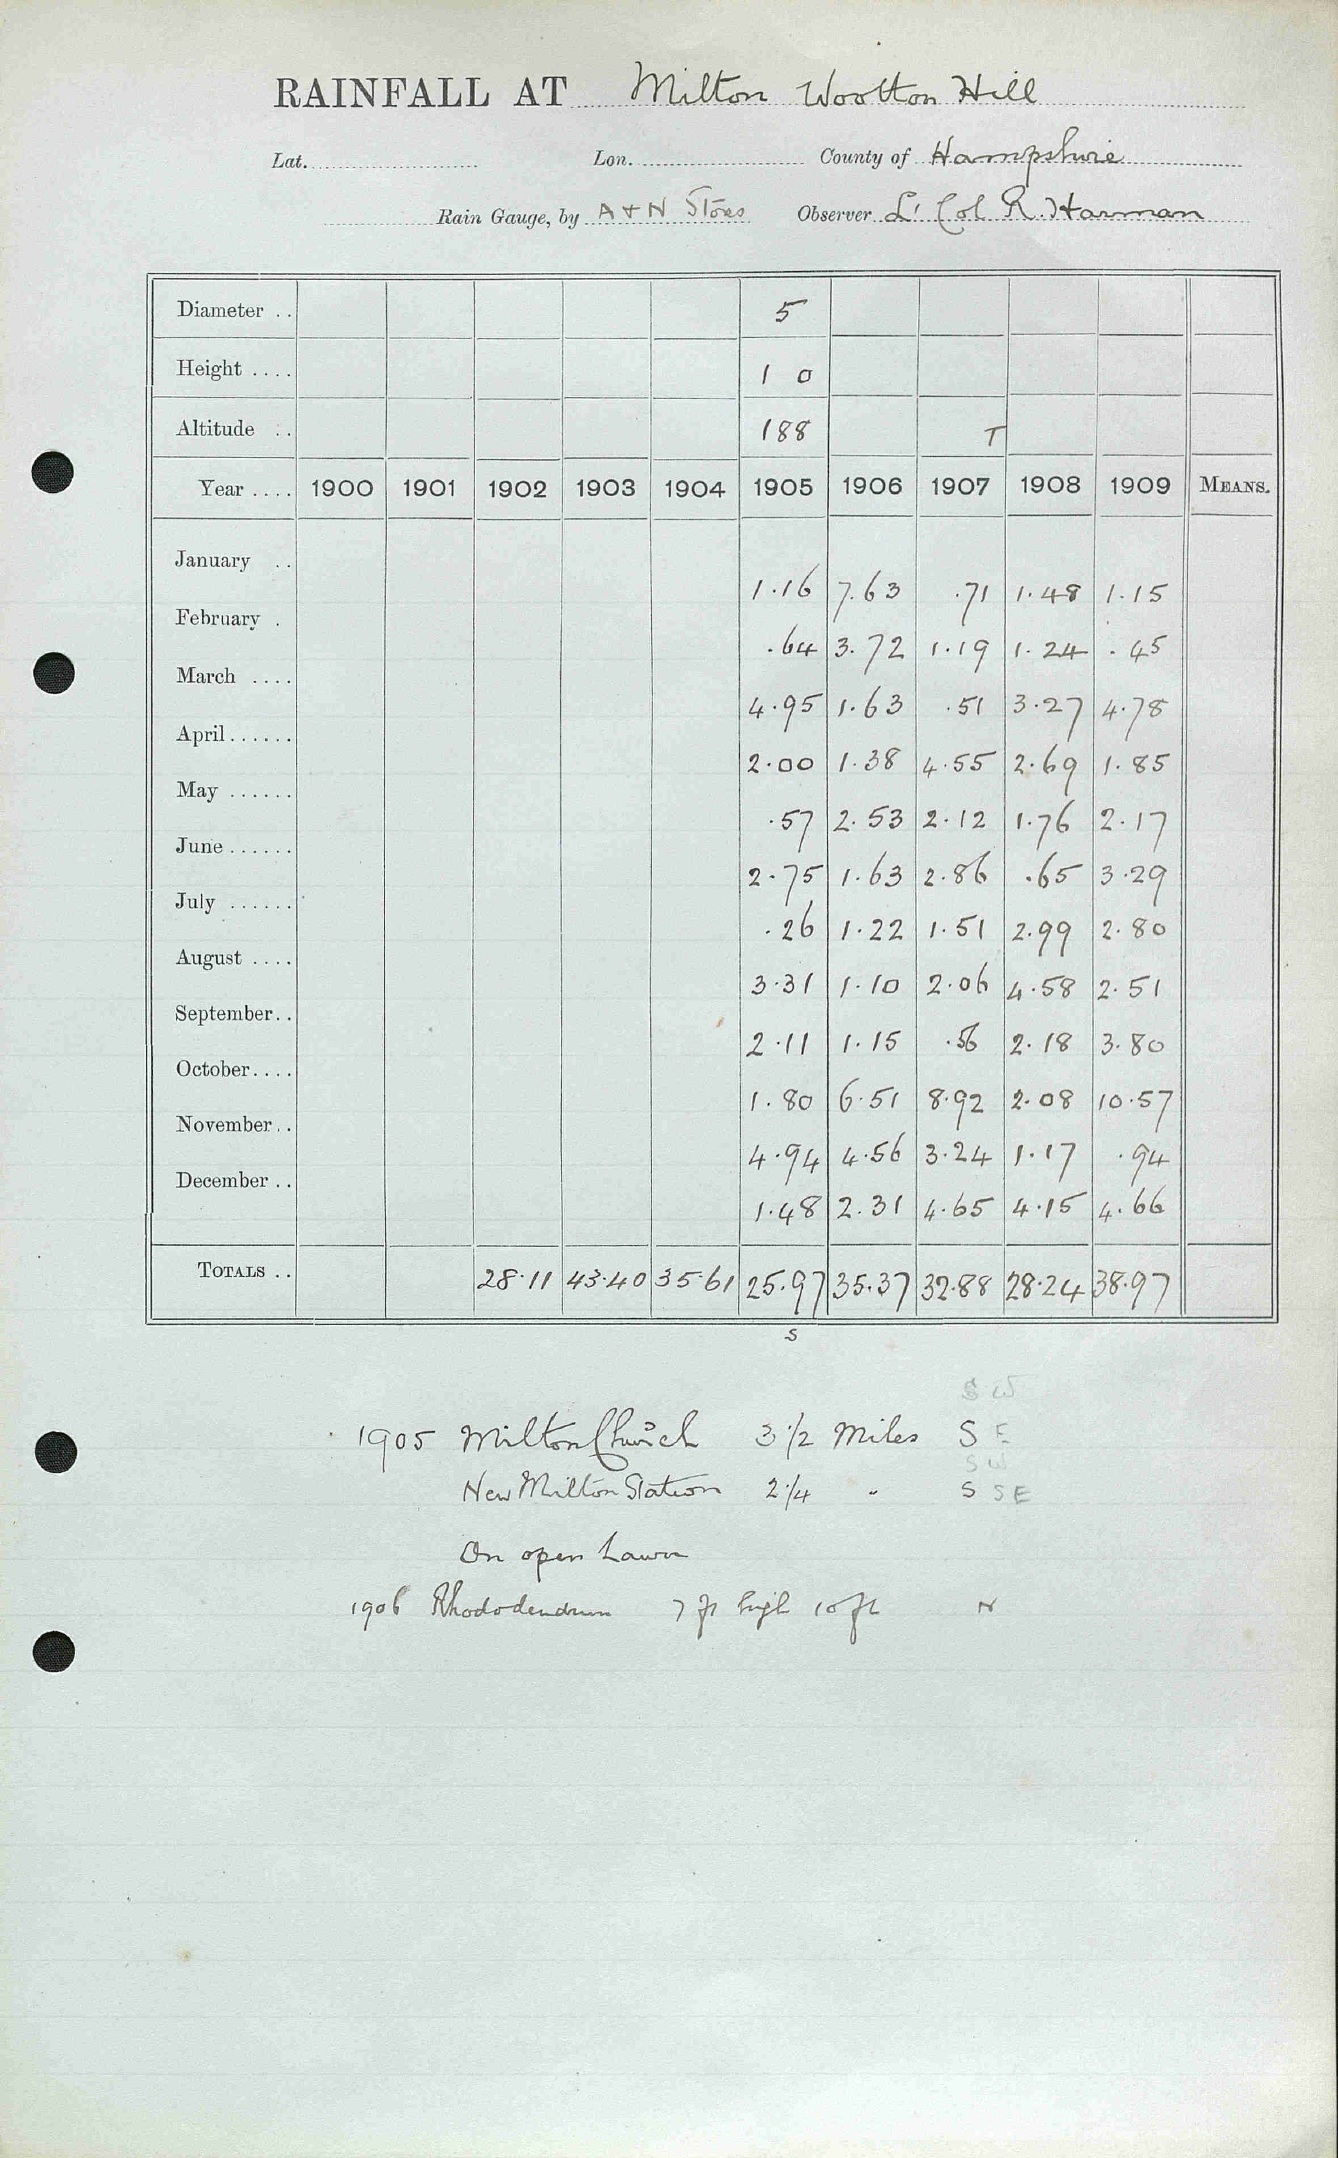 RAINFALL AT Milton Wootton Hill
Lat. Lon. County of Hampshire
Rain Gauge, by A & N Stores Observer Lt Col R. Harman
Diameter .. 5
Height .... 1 0
Altitude .. 188 T
Year .... 1900 1901 1902 1903 1904 1905 1906 1907 1908 1909 MEANS.
January .. 1.16 7.63 .71 1.48 1.15
February . .64 3.72 1.19 1.24 .45
March .... 4.95 1.63 .51 3.27 4.78
April...... 2.00 1.38 4.55 2.69 1.85
May ...... .57 2.53 2.12 1.76 2.17
June...... 2.75 1.63 2.86 .65 3.29
July ...... .26 1.22 1.51 2.99 2.80
August .... 3.31 1.10 2.06 4.58 2.51
September.. 2.11 1.15 .56 2.18 3.80
October.... 1.80 6.51 8.92 2.08 10.57
November.. 4.94 4.56 3.24 1.17 .94
December .. 1.48 2.31 4.65 4.15 4.66
TOTALS .. 28.11 43.40 35.61 25.97 35.37 32.88 28.24 38.97
S
S W
1905 Milton Church 3 1/2 Miles S E
S W
New Milton Station 2 1/4 " S S E
On open Lawn
1906 Rhododendrum 7 ft high 10 ft N